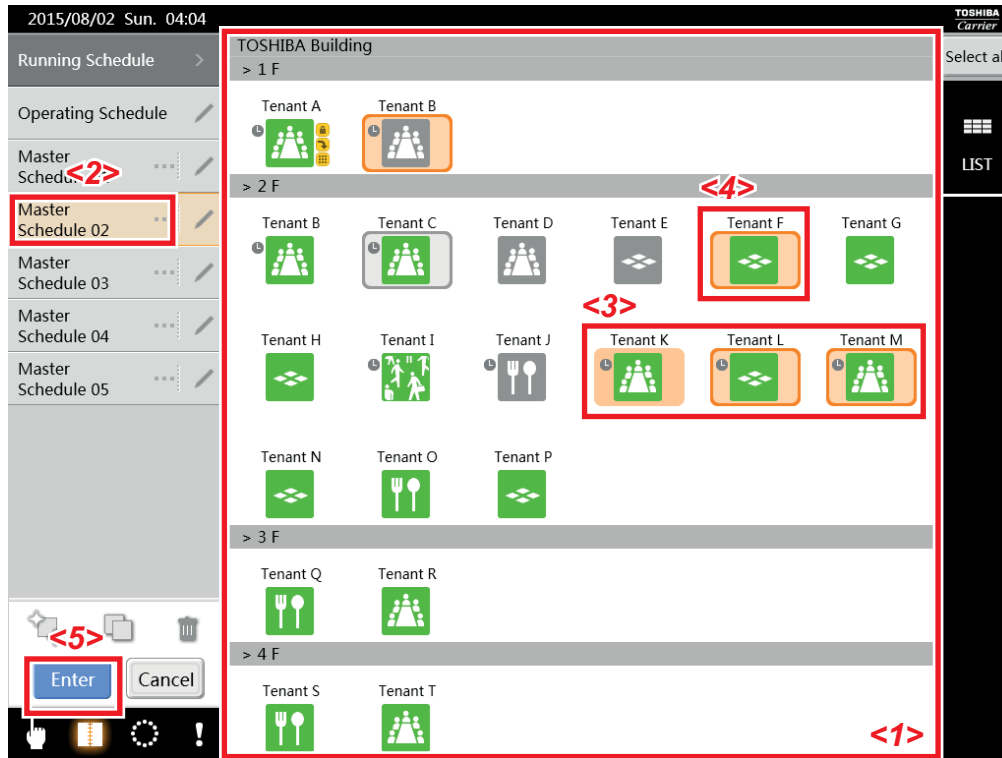 2015/08/02 Sun. 04:04
TOSHIBA
Carrier
Running Schedule >
TOSHIBA Building
Select al
> 1 F
Operating Schedule
Tenant A Tenant B
LIST
Master
<2>
> 2 F
<4>
Master
Schedule 02
Tenant B Tenant C Tenant D Tenant E Tenant F Tenant G
Master
Schedule 03
<3>
Master
Schedule 04
Tenant H Tenant I Tenant J Tenant K Tenant L Tenant M
Master
Schedule 05
Tenant N Tenant O Tenant P
> 3 F
Tenant Q Tenant R
<5>
> 4 F
Enter Cancel
Tenant S Tenant T
<1>